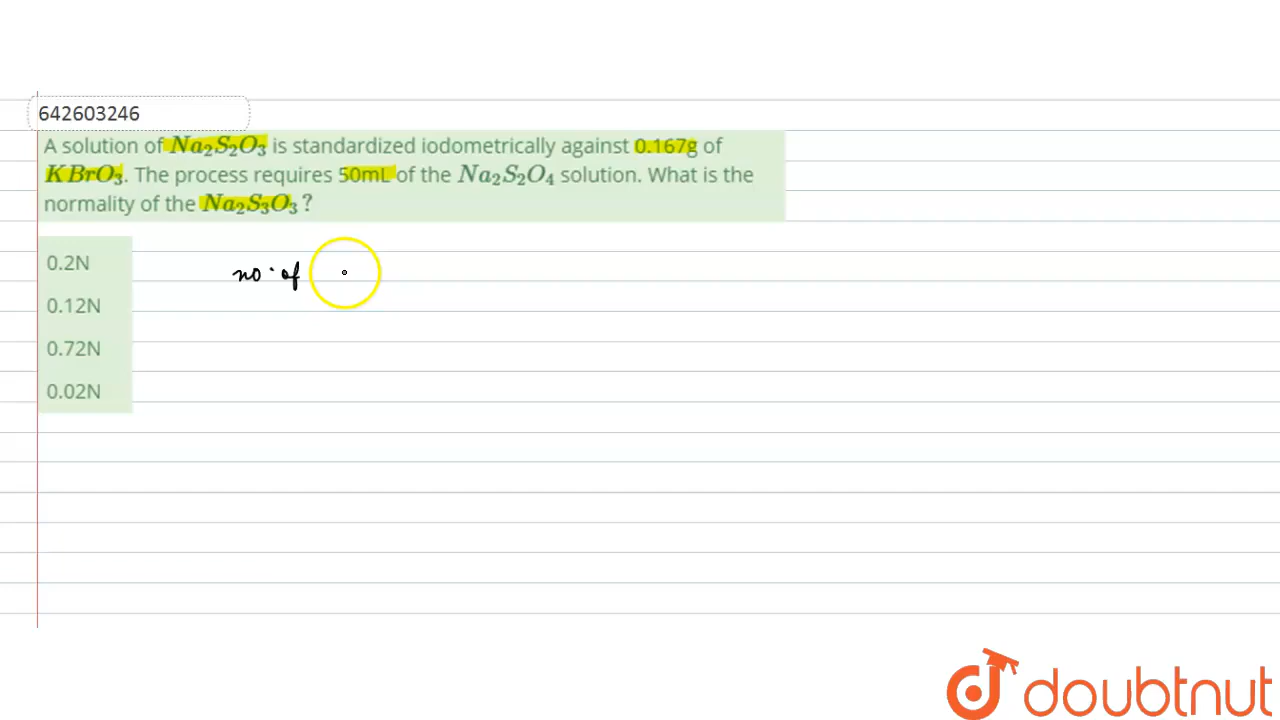 642603246
A solution of Na₂S₂O₃ is standardized iodometrically against 0.167g of
KBrO₃. The process requires 50mL of the Na₂S₂O₄ solution. What is the
normality of the Na₂S₃O₃?
0.2N
no. of
0.12N
0.72N
0.02N
doubtnut